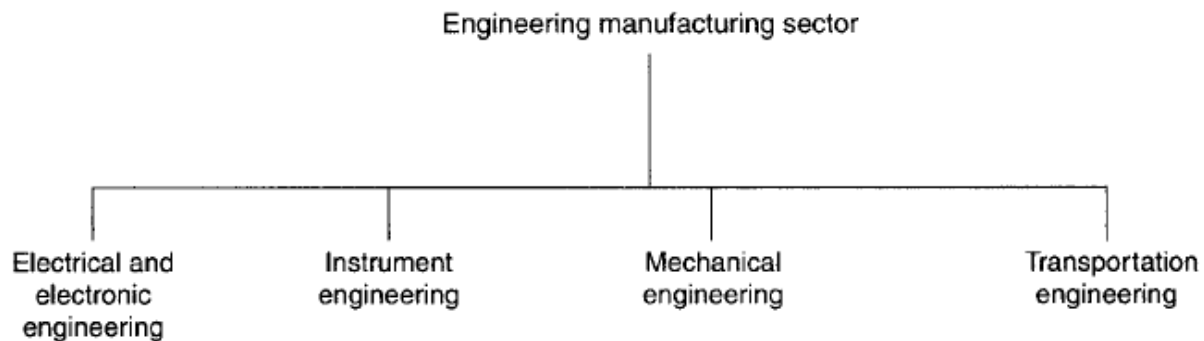 Engineering manufacturing sector
Electrical and
electronic
engineering
Instrument
engineering
Mechanical
engineering
Transportation
engineering